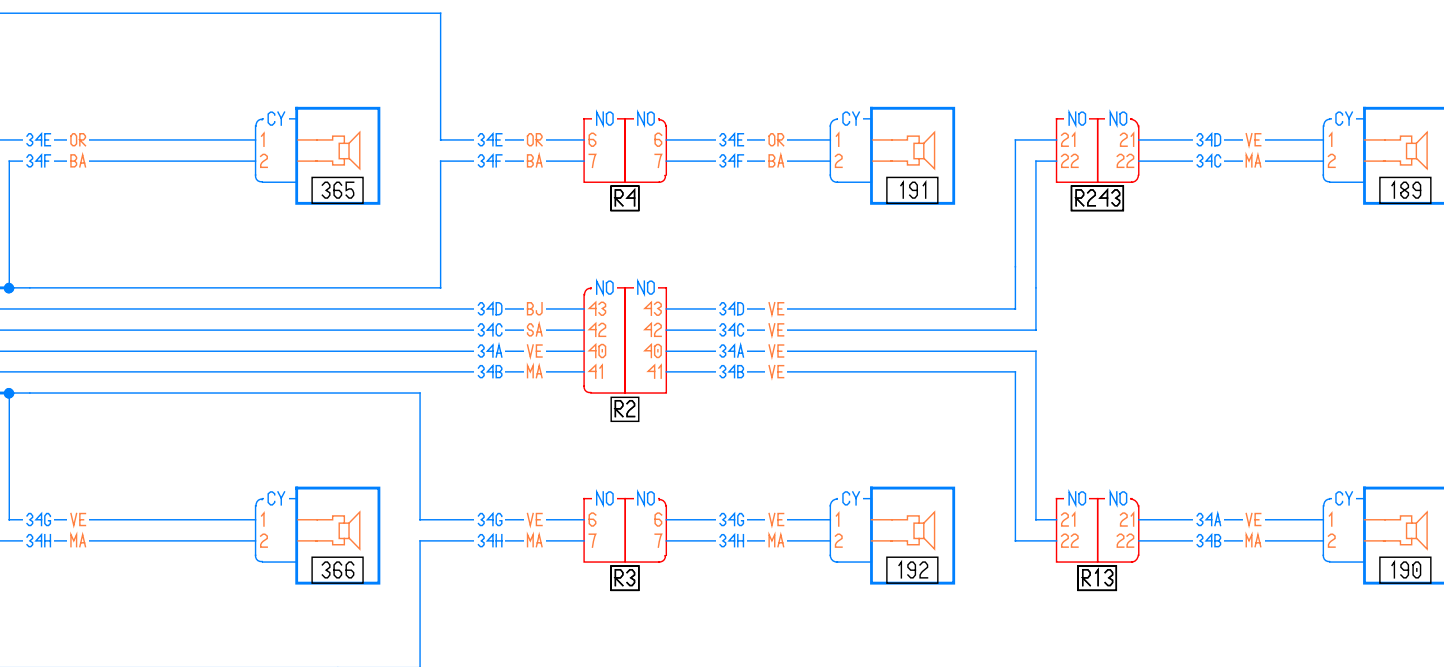 CY NO NO CY NO NO CY
34E OR 1 34E OR 6 6 34E OR 1 21 21 34D VE 1
34F BA 2 34F BA 7 7 34F BA 2 22 22 34C MA 2
365 R4 191 R243 189
NO NO
34D BJ 43 43 34D VE
34C SA 42 42 34C VE
34A VE 40 40 34A VE
34B MA 41 41 34B VE
R2
CY NO NO CY NO NO CY
34G VE 1 34G VE 6 6 34G VE 1 21 21 34A VE 1
34H MA 2 34H MA 7 7 34H MA 2 22 22 34B MA 2
366 R3 192 R13 190